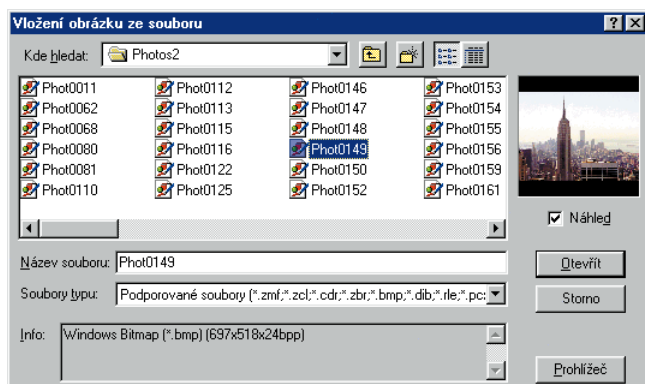 Vložení obrázku ze souboru
Kde hledat: Photos2
Phot0011 Phot0112 Phot0146 Phot0153
Phot0062 Phot0113 Phot0147 Phot0154
Phot0068 Phot0115 Phot0148 Phot0155
Phot0080 Phot0116 Phot0149 Phot0156
Phot0081 Phot0122 Phot0150 Phot0159
Phot0110 Phot0125 Phot0152 Phot0161
Náhled
Název souboru: Phot0149
Otevřít
Soubory typu: Podporované soubory (*.zmf;*.zcl;*.cdr;*.zbr;*.bmp;*.dib;*.rle;*.pc
Storno
Info: Windows Bitmap (*.bmp) (697x518x24bpp)
Prohlížeč